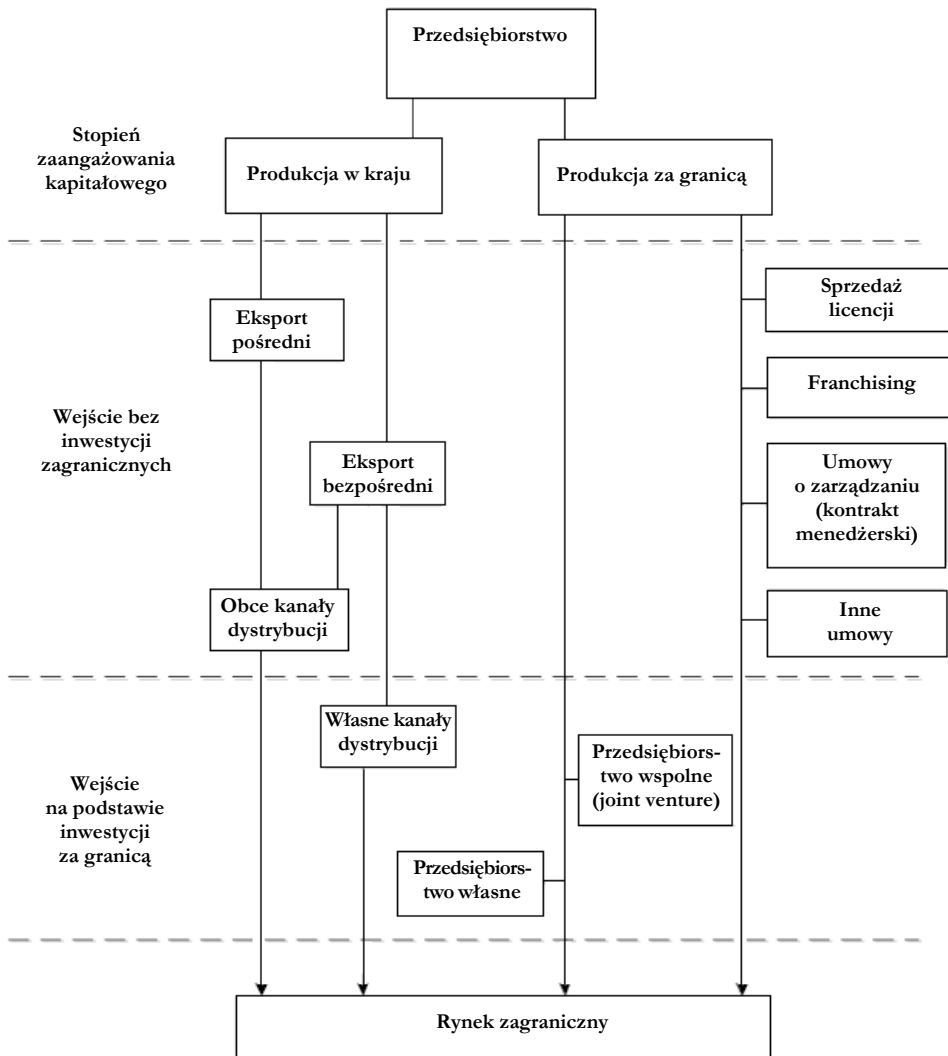 Przedsiębiorstwo
Stopień
zaangażowania
kapitałowego
Produkcja w kraju
Produkcja za granicą
Sprzedaż
licencji
Eksport
pośredni
Franchising
Wejście bez
inwestycji
zagranicznych
Eksport
bezpośredni
Umowy
o zarządzaniu
(kontrakt
menedżerski)
Obce kanały
dystrybucji
Inne
umowy
Własne kanały
dystrybucji
Przedsiębiors-
two wspolne
(joint venture)
Wejście
na podstawie
inwestycji
za granicą
Przedsiębiors-
two własne
Rynek zagraniczny